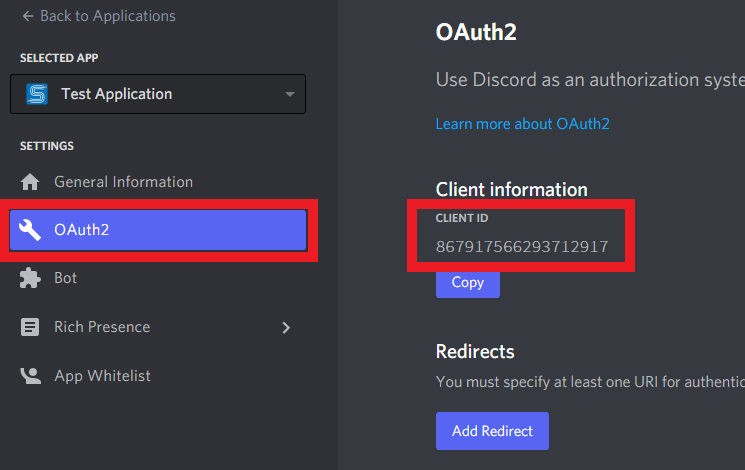 Back to Applications
SELECTED APP
Test Application
SETTINGS
General Information
OAuth2
Bot
Rich Presence
App Whitelist
OAuth2
Use Discord as an authorization syste
Learn more about OAuth2
Client information
CLIENT ID
867917566293712917
Copy
Redirects
You must specify at least one URI for authentic
Add Redirect